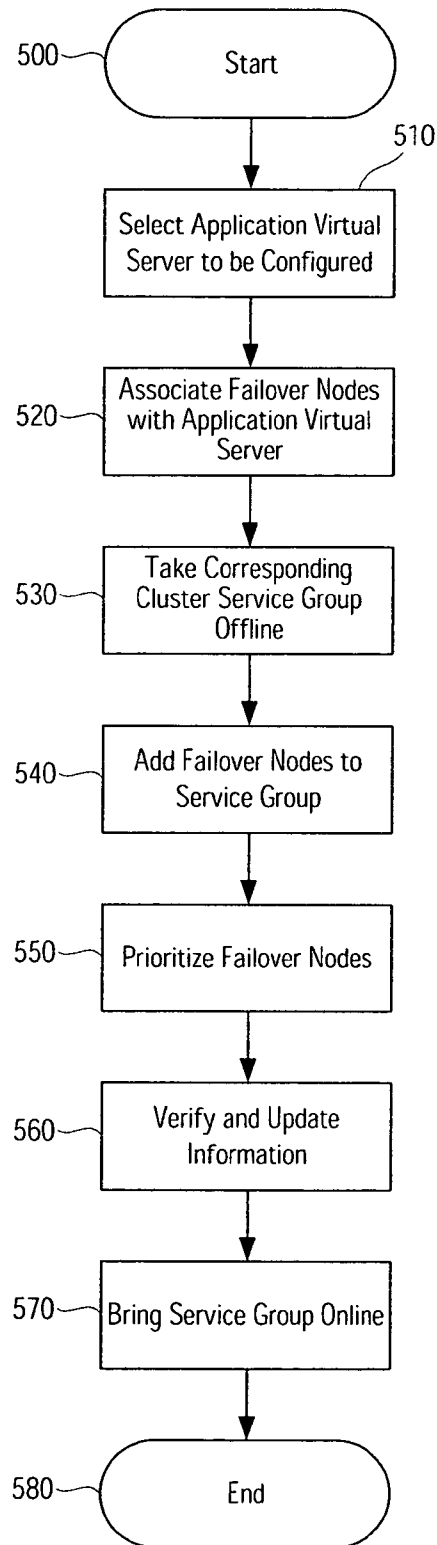 500
Start
510
Select Application Virtual
Server to be Configured
520
Associate Failover Nodes
with Application Virtual
Server
530
Take Corresponding
Cluster Service Group
Offline
540
Add Failover Nodes to
Service Group
550
Prioritize Failover Nodes
560
Verify and Update
Information
570
Bring Service Group Online
580
End